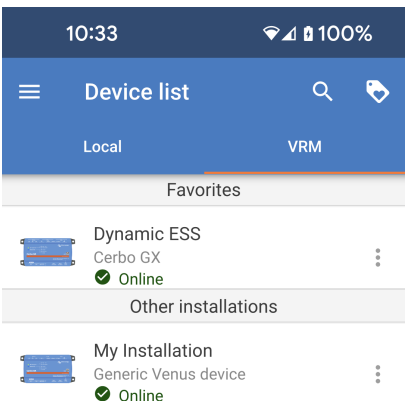 10:33
100%
Device list
Local
VRM
Favorites
Dynamic ESS
Cerbo GX
Online
Other installations
My Installation
Generic Venus device
Online